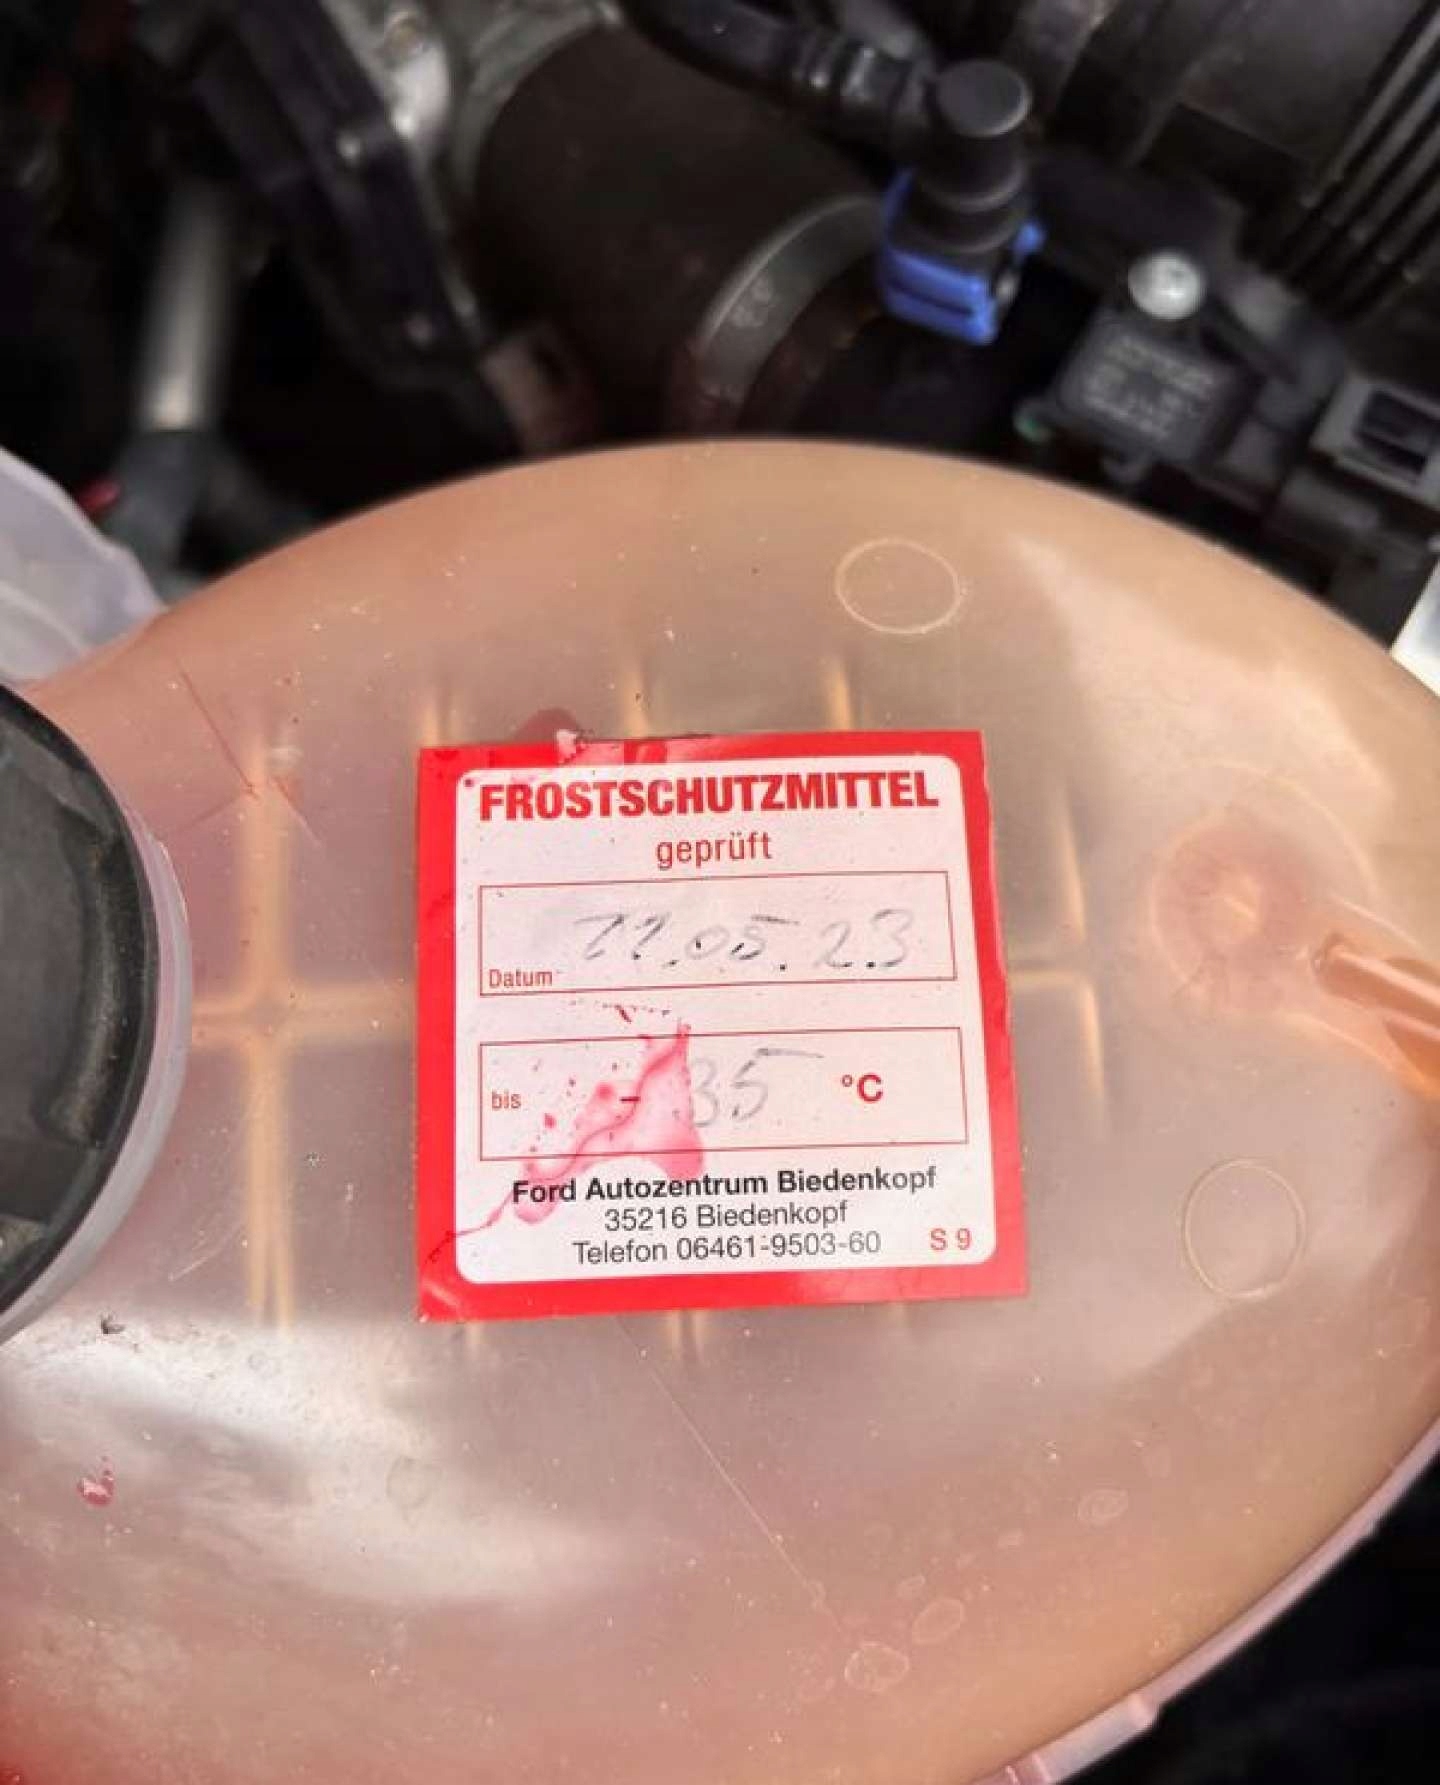 FROSTSCHUTZMITTEL
geprüft
Datum 11.05.23
bis - 35 °C
Ford Autozentrum Biedenkopf
35216 Biedenkopf
Telefon 06461-9503-60 S 9